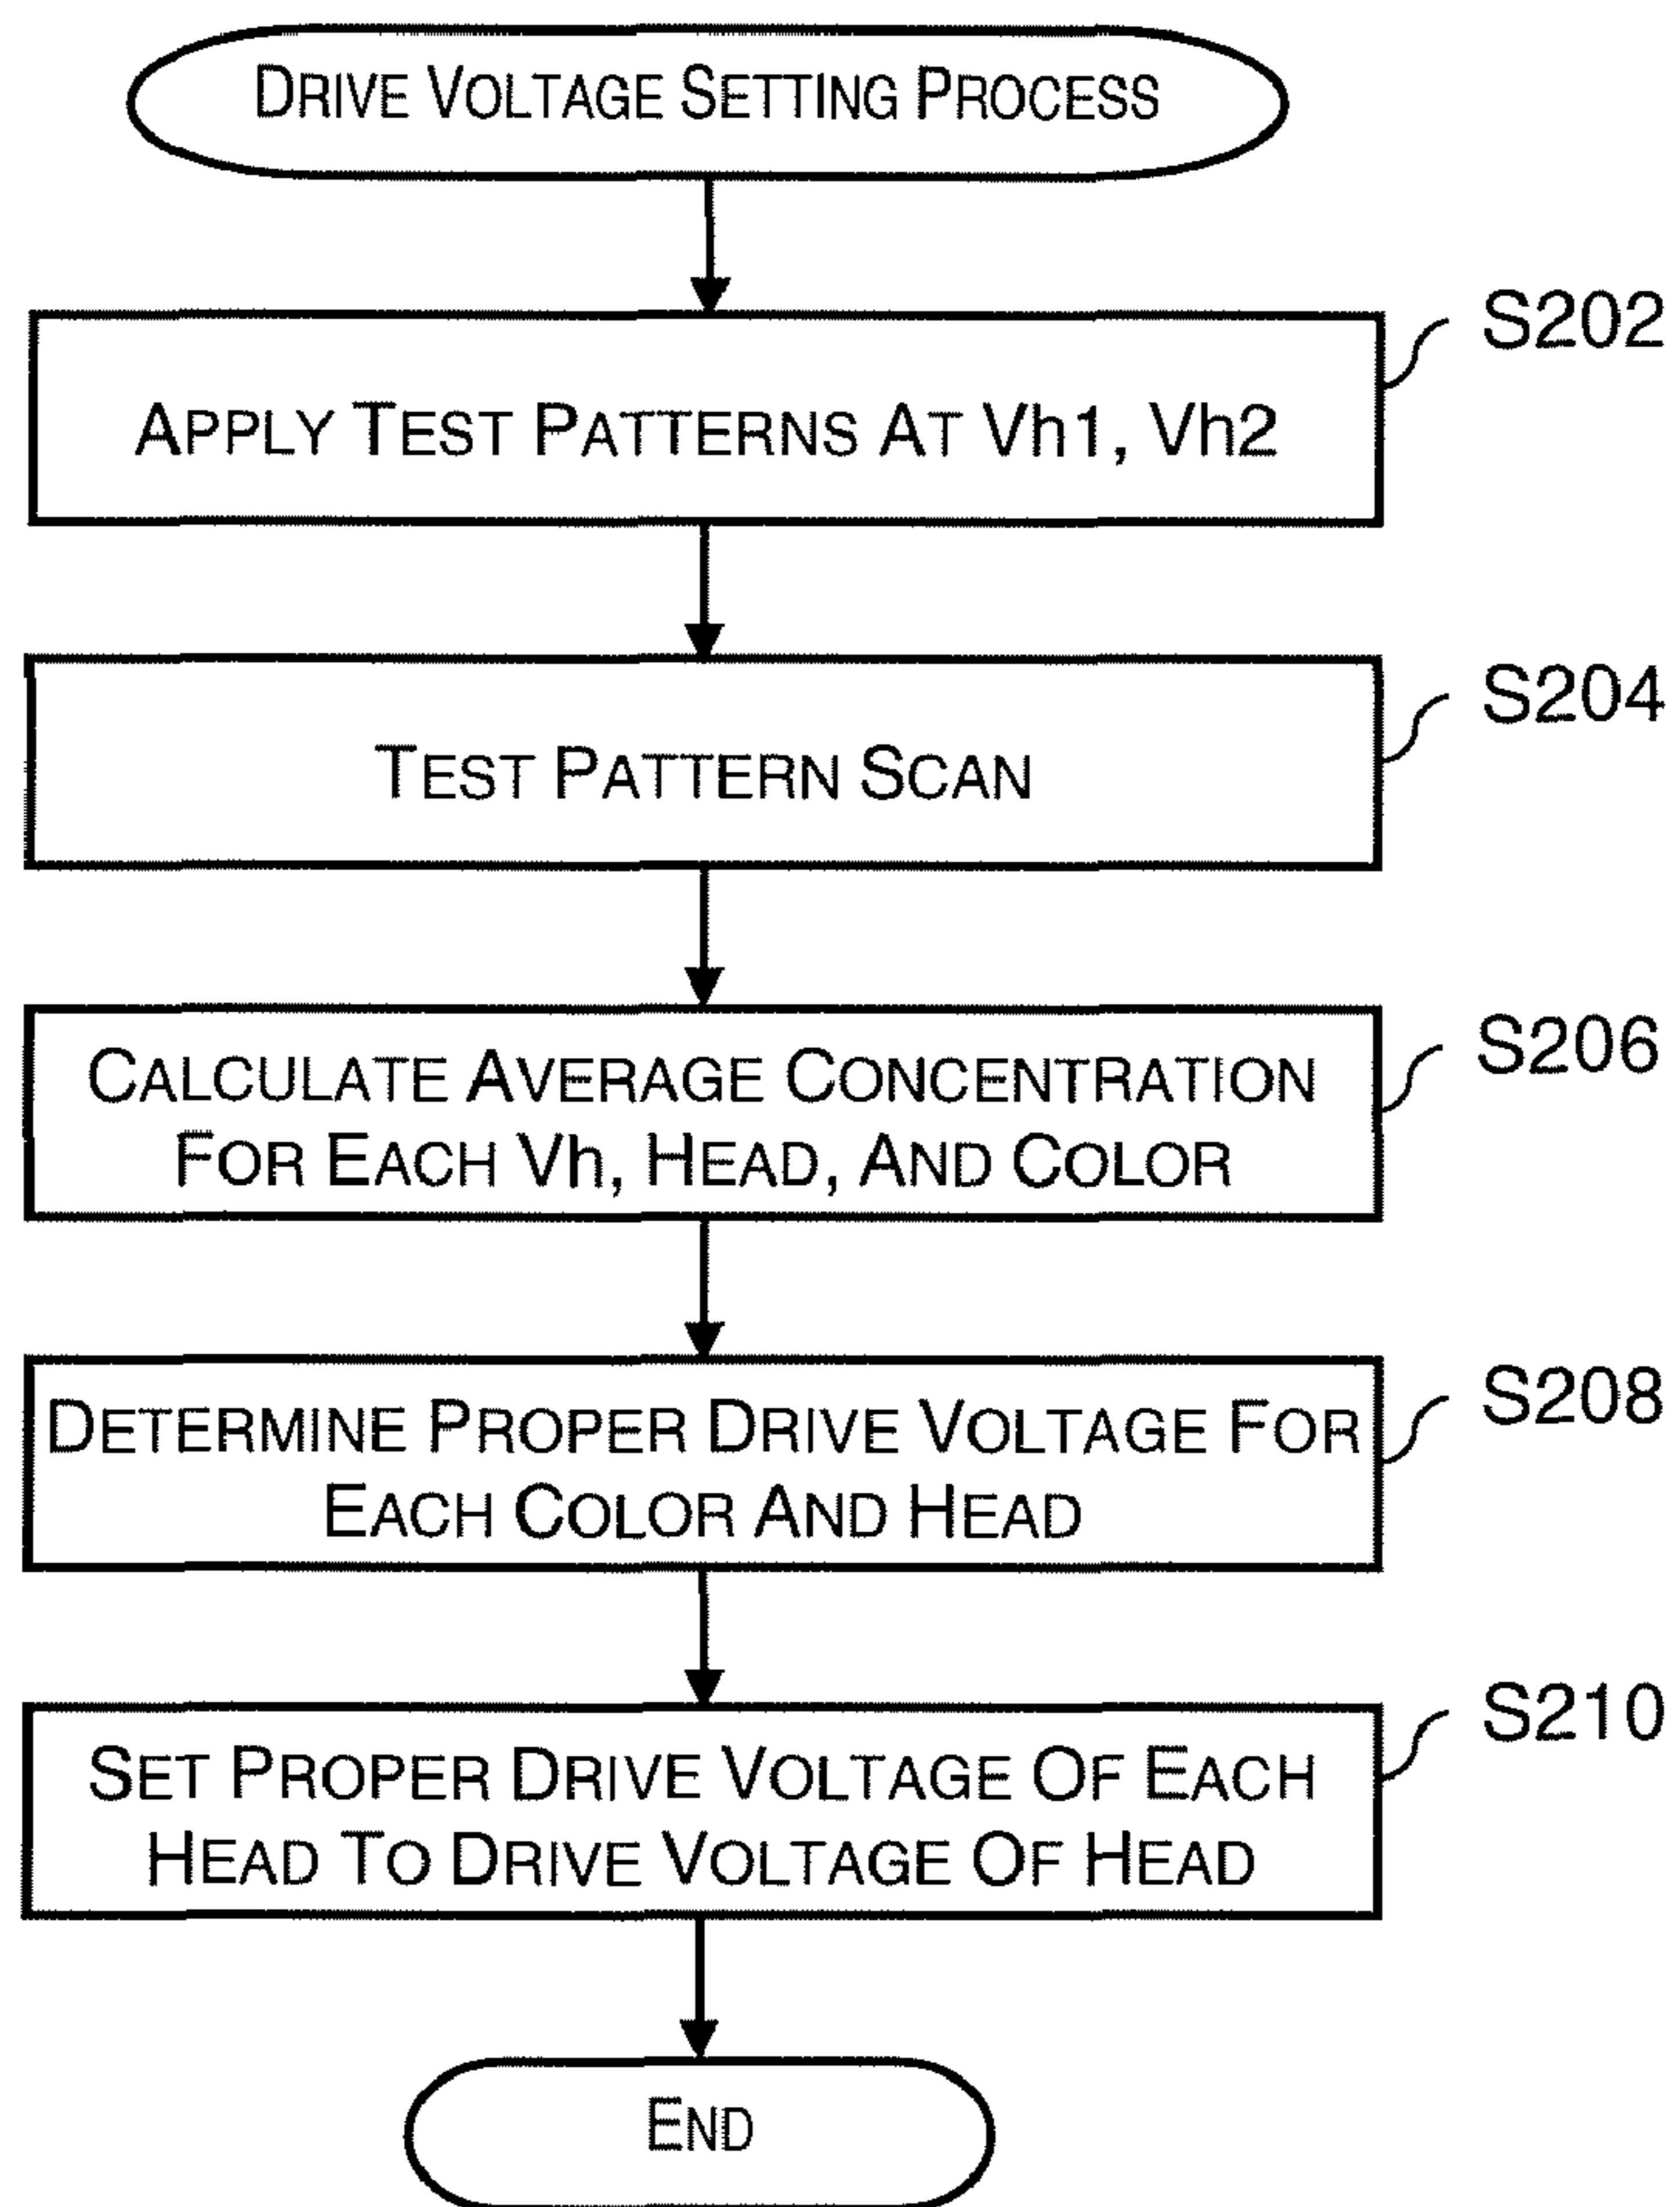 DRIVE VOLTAGE SETTING PROCESS
S202
APPLY TEST PATTERNS AT Vh1, Vh2
S204
TEST PATTERN SCAN
S206
CALCULATE AVERAGE CONCENTRATION
FOR EACH Vh, HEAD, AND COLOR
S208
DETERMINE PROPER DRIVE VOLTAGE FOR
EACH COLOR AND HEAD
S210
SET PROPER DRIVE VOLTAGE OF EACH
HEAD TO DRIVE VOLTAGE OF HEAD
END